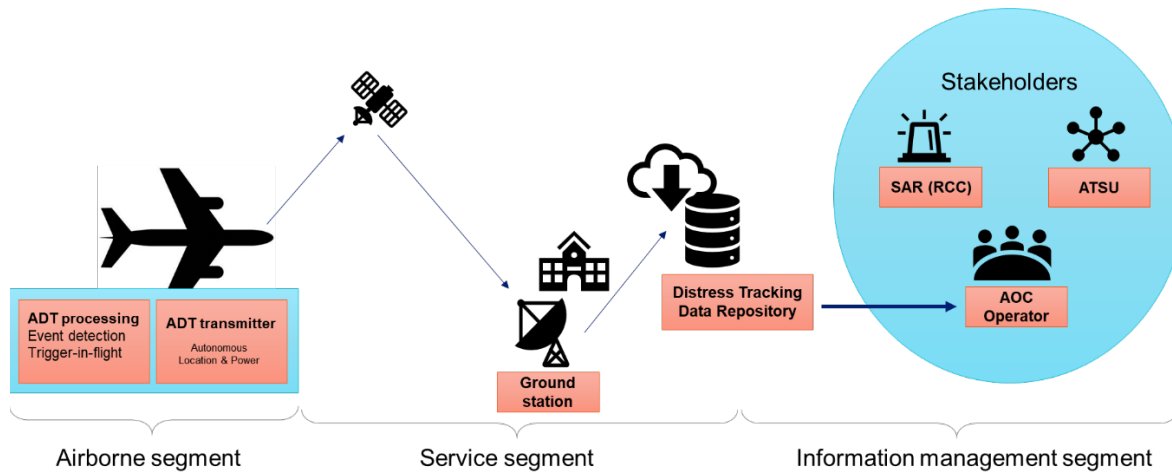 Stakeholders
SAR (RCC)
ATSU
AOC
Operator
Distress Tracking
Data Repository
ADT processing
Event detection
Trigger-in-flight
ADT transmitter
Autonomous
Location & Power
Ground
station
Airborne segment
Service segment
Information management segment